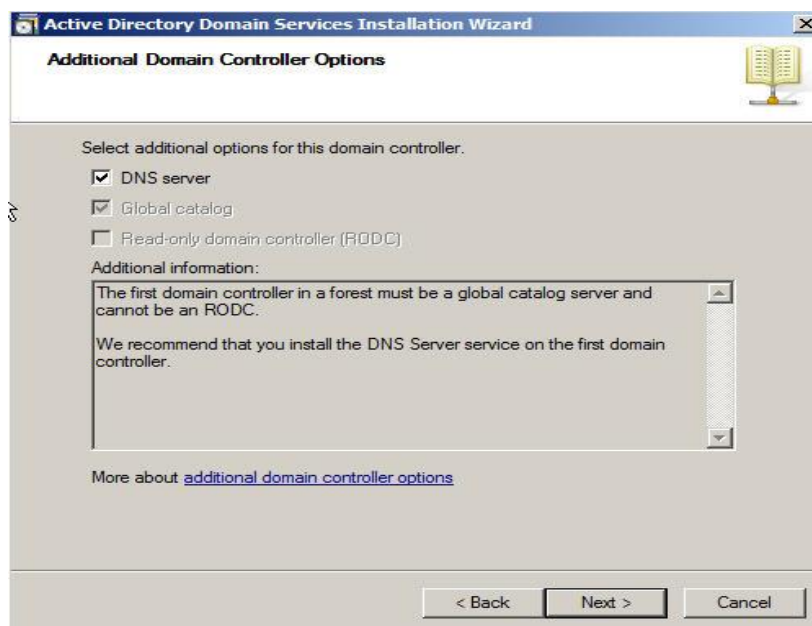 Active Directory Domain Services Installation Wizard
Additional Domain Controller Options
Select additional options for this domain controller.
DNS server
Global catalog
Read-only domain controller (RODC)
Additional information:
The first domain controller in a forest must be a global catalog server and
cannot be an RODC.
We recommend that you install the DNS Server service on the first domain
controller.
More about additional domain controller options
< Back Next > Cancel